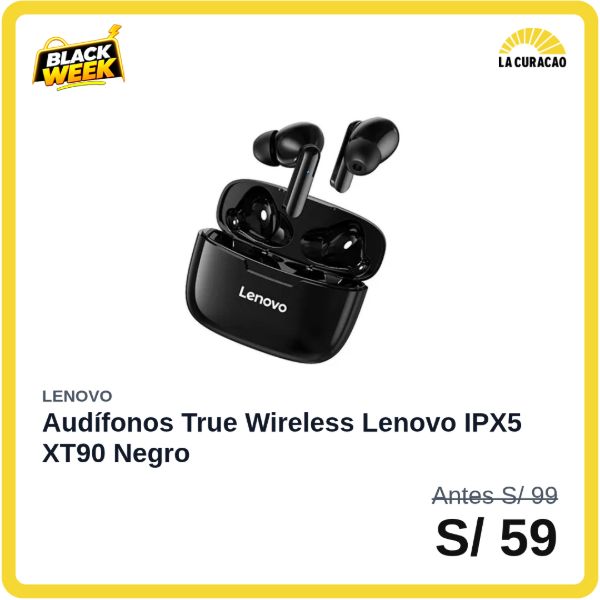 BLACK
WEEK
LA CURACAO
Lenovo
LENOVO
Audífonos True Wireless Lenovo IPX5
XT90 Negro
Antes S/ 99
S/ 59